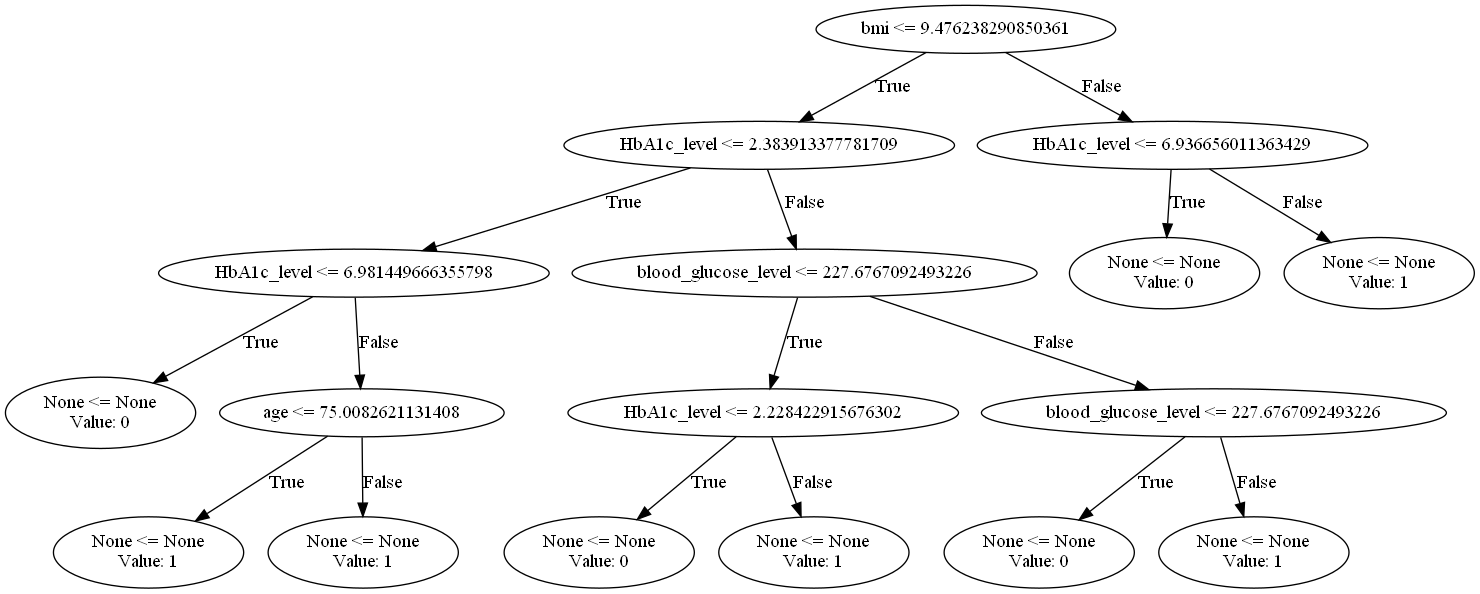 bmi <= 9.476238290850361
True
False
HbA1c_level <= 2.383913377781709
HbA1c_level <= 6.936656011363429
True
False
True
False
HbA1c_level <= 6.981449666355798
blood_glucose_level <= 227.6767092493226
None <= None
Value: 0
None <= None
Value: 1
True
False
True
False
None <= None
Value: 0
age <= 75.0082621131408
HbA1c_level <= 2.228422915676302
blood_glucose_level <= 227.6767092493226
True
False
True
False
True
False
None <= None
Value: 1
None <= None
Value: 1
None <= None
Value: 0
None <= None
Value: 1
None <= None
Value: 0
None <= None
Value: 1